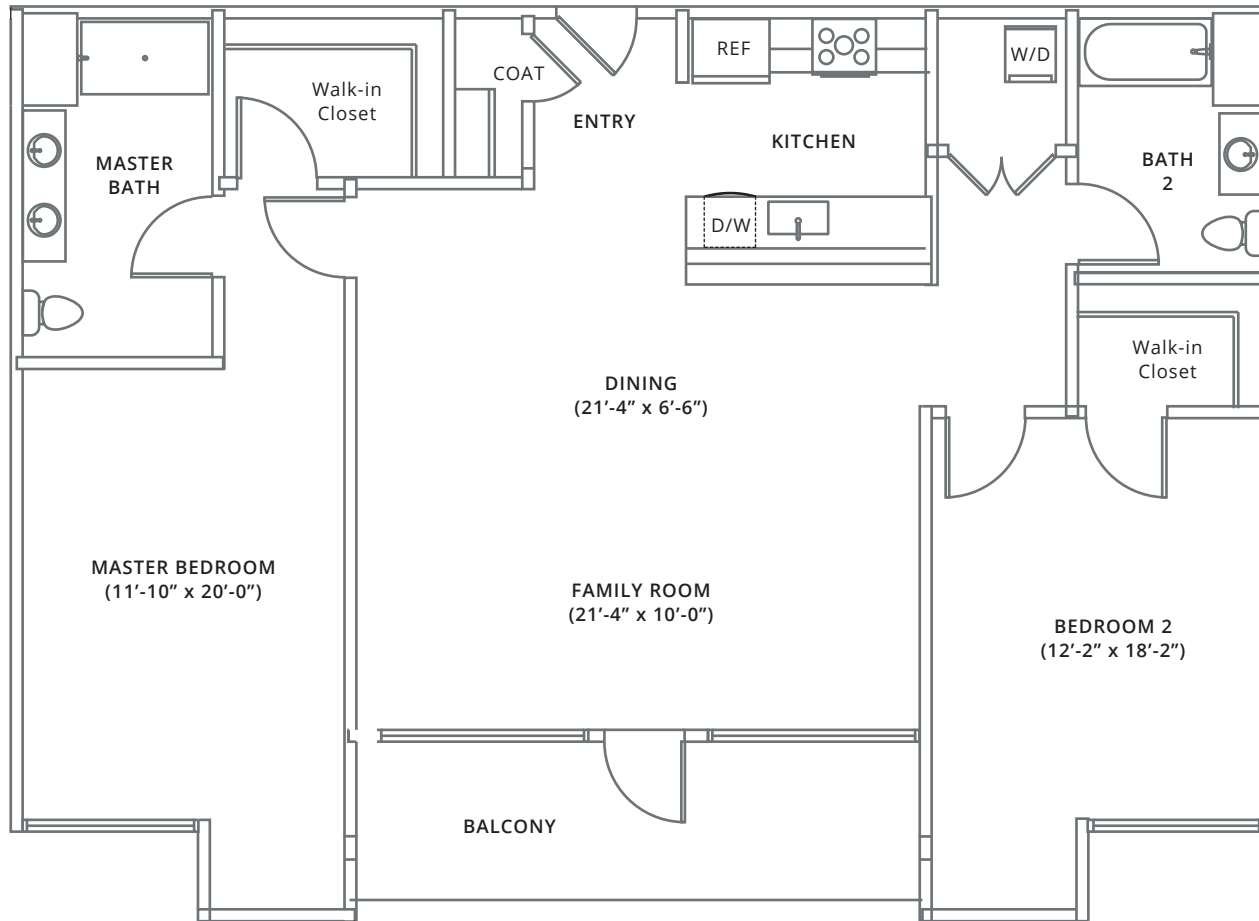 REF
W/D
COAT
Walk-in
Closet
ENTRY
KITCHEN
MASTER
BATH
BATH
2
D/W
Walk-in
Closet
DINING
(21’-4” x 6’-6”)
MASTER BEDROOM
(11’-10” x 20’-0”)
FAMILY ROOM
(21’-4” x 10’-0”)
BEDROOM 2
(12’-2” x 18’-2”)
BALCONY